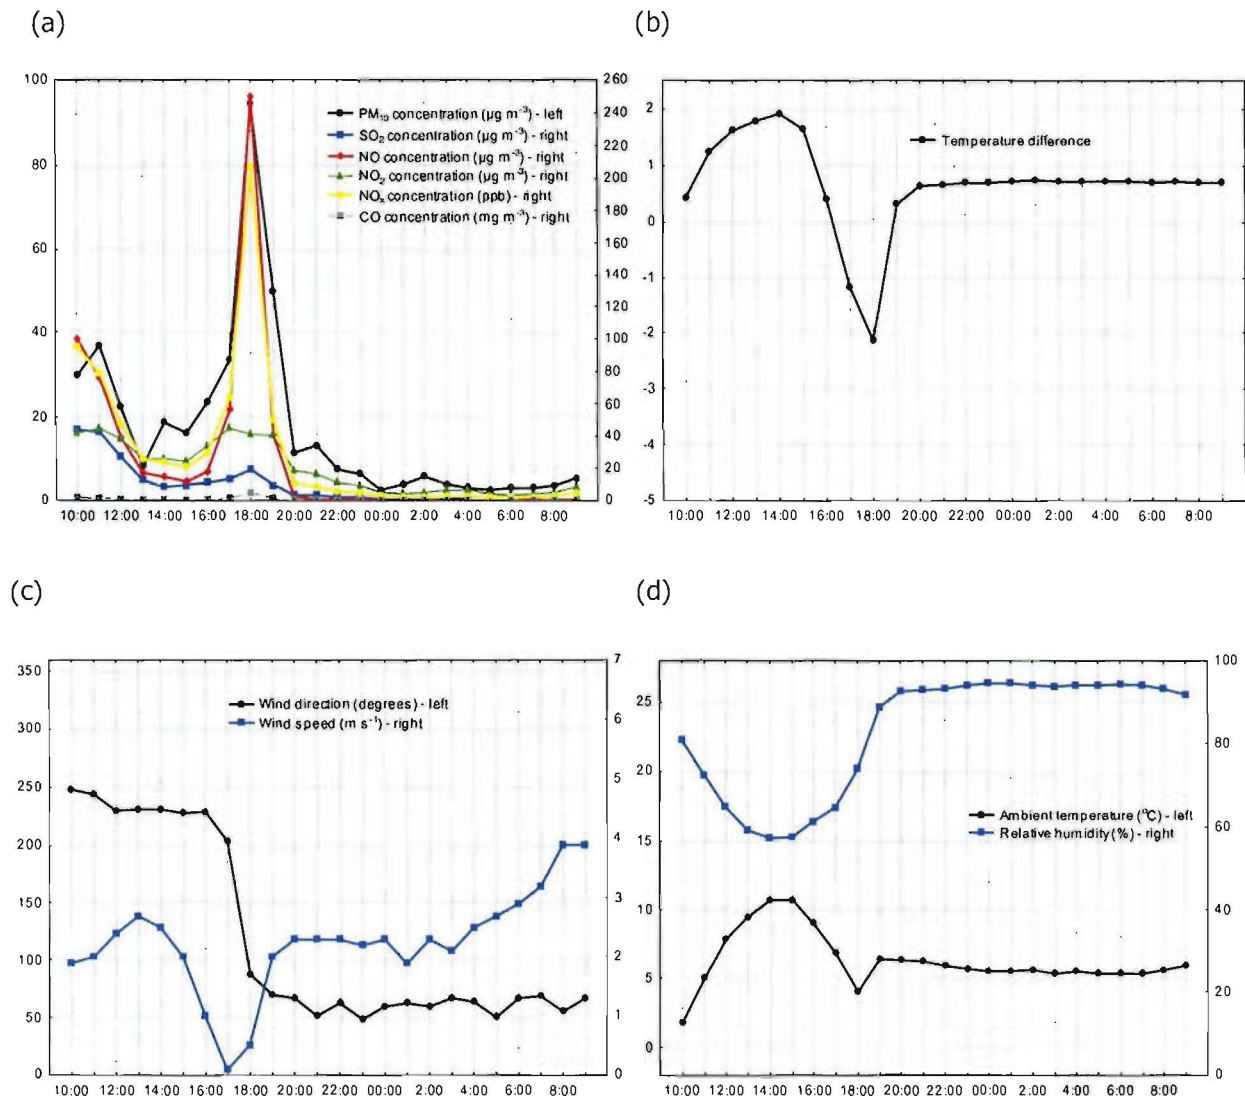 (a)
(b)
100
80
60
40
20
0
260
240
220
200
180
160
140
120
100
80
60
40
20
0
PM₁₀ concentration (µg m⁻³) - left
SO₂ concentration (µg m⁻³) - right
NO concentration (µg m⁻³) - right
NO₂ concentration (µg m⁻³) - right
NOₓ concentration (ppb) - right
CO concentration (mg m⁻³) - right
10:00 12:00 14:00 16:00 18:00 20:00 22:00 00:00 2:00 4:00 6:00 8:00
2
1
0
-1
-2
-3
-4
-5
Temperature difference
10:00 12:00 14:00 16:00 18:00 20:00 22:00 00:00 2:00 4:00 6:00 8:00
(c)
(d)
350
300
250
200
150
100
50
0
7
6
5
4
3
2
1
0
Wind direction (degrees) - left
Wind speed (m s⁻¹) - right
10:00 12:00 14:00 16:00 18:00 20:00 22:00 00:00 2:00 4:00 6:00 8:00
25
20
15
10
5
0
100
80
60
40
20
0
Ambient temperature (°C) - left
Relative humidity (%) - right
10:00 12:00 14:00 16:00 18:00 20:00 22:00 00:00 2:00 4:00 6:00 8:00